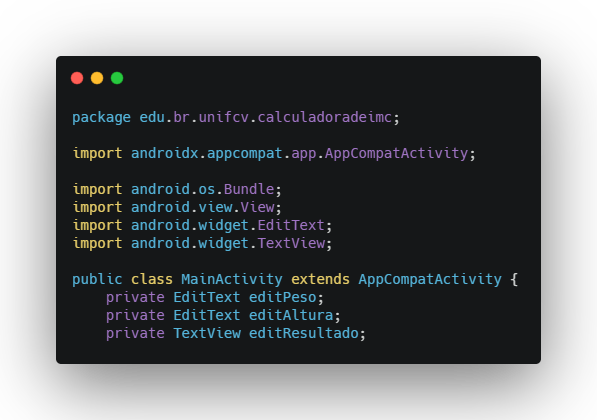 package edu.br.unifcv.calculadoradeimc;
import androidx.appcompat.app.AppCompatActivity;
import android.os.Bundle;
import android.view.View;
import android.widget.EditText;
import android.widget.TextView;
public class MainActivity extends AppCompatActivity {
    private EditText editPeso;
    private EditText editAltura;
    private TextView editResultado;